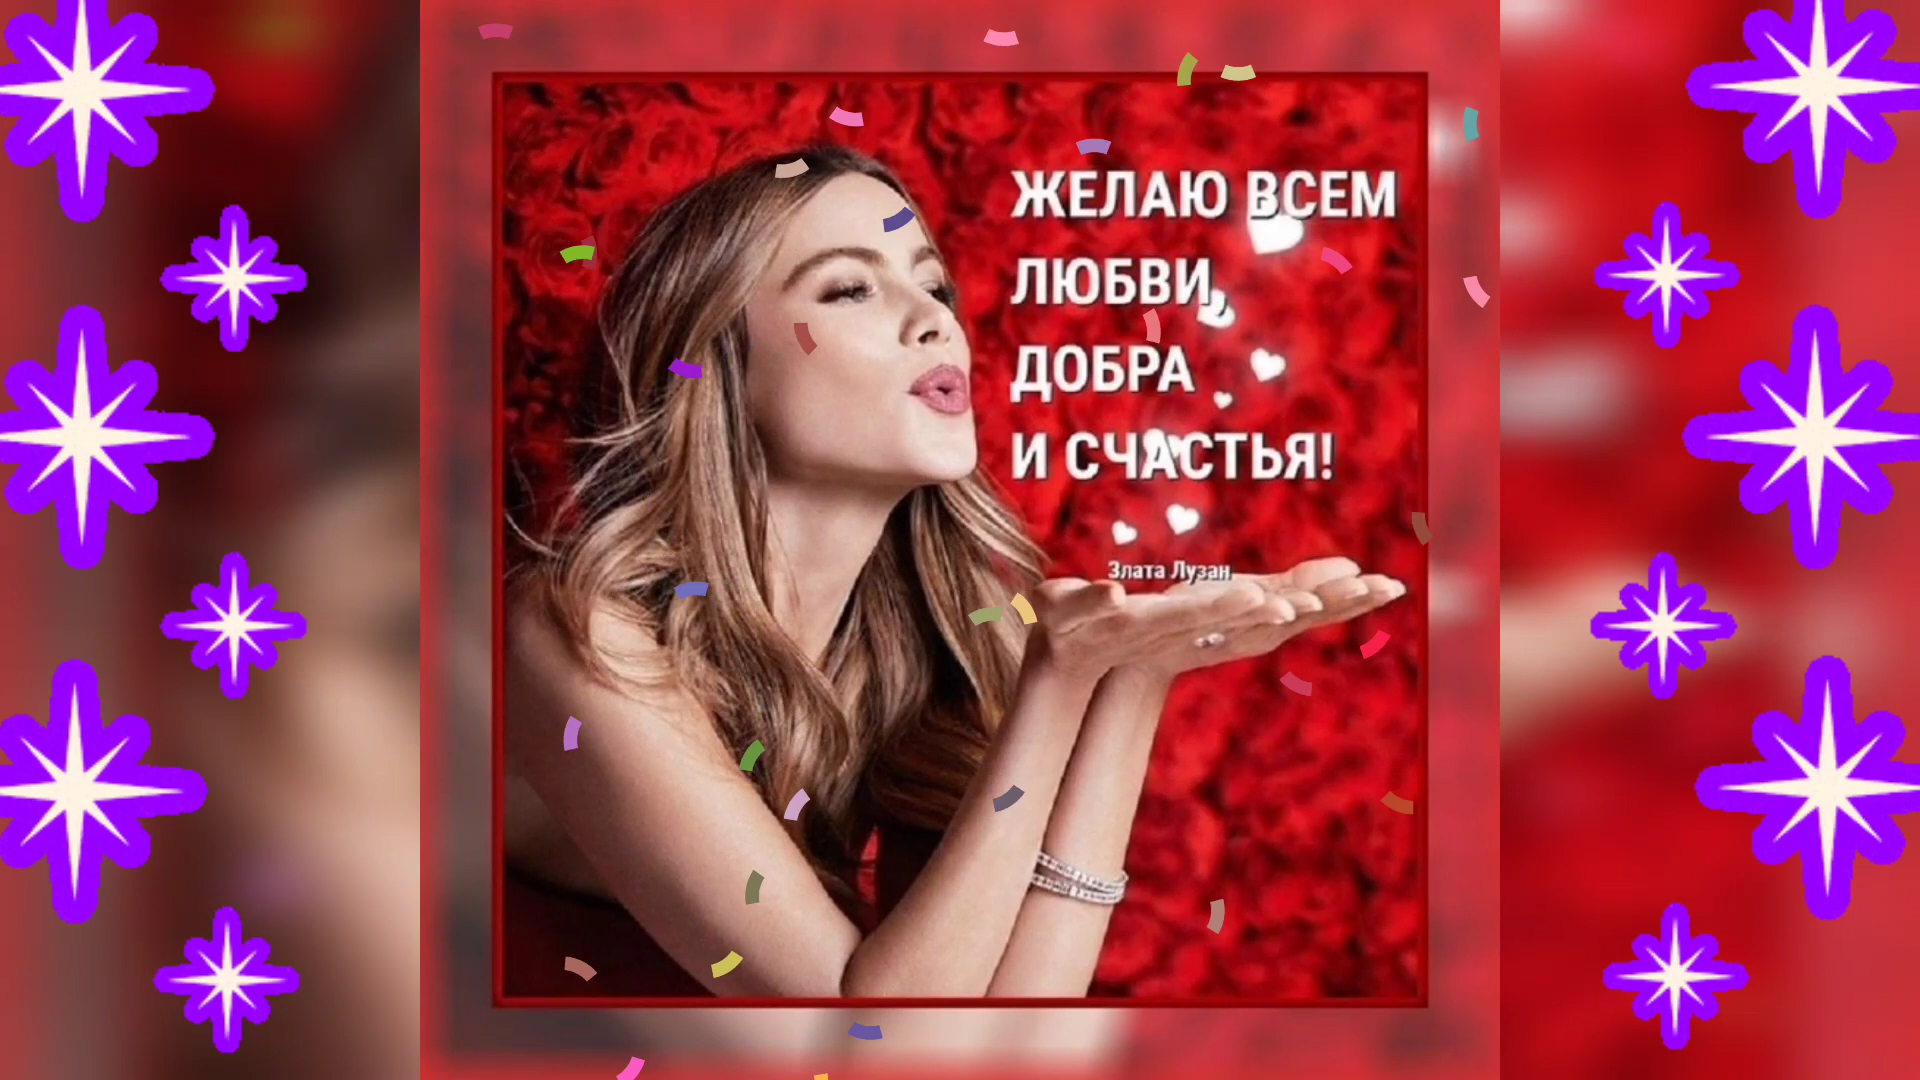 ЖЕЛАЮ ВСЕМ
ЛЮБВИ,
ДОБРА
И СЧАСТЬЯ!
Злата Лузан